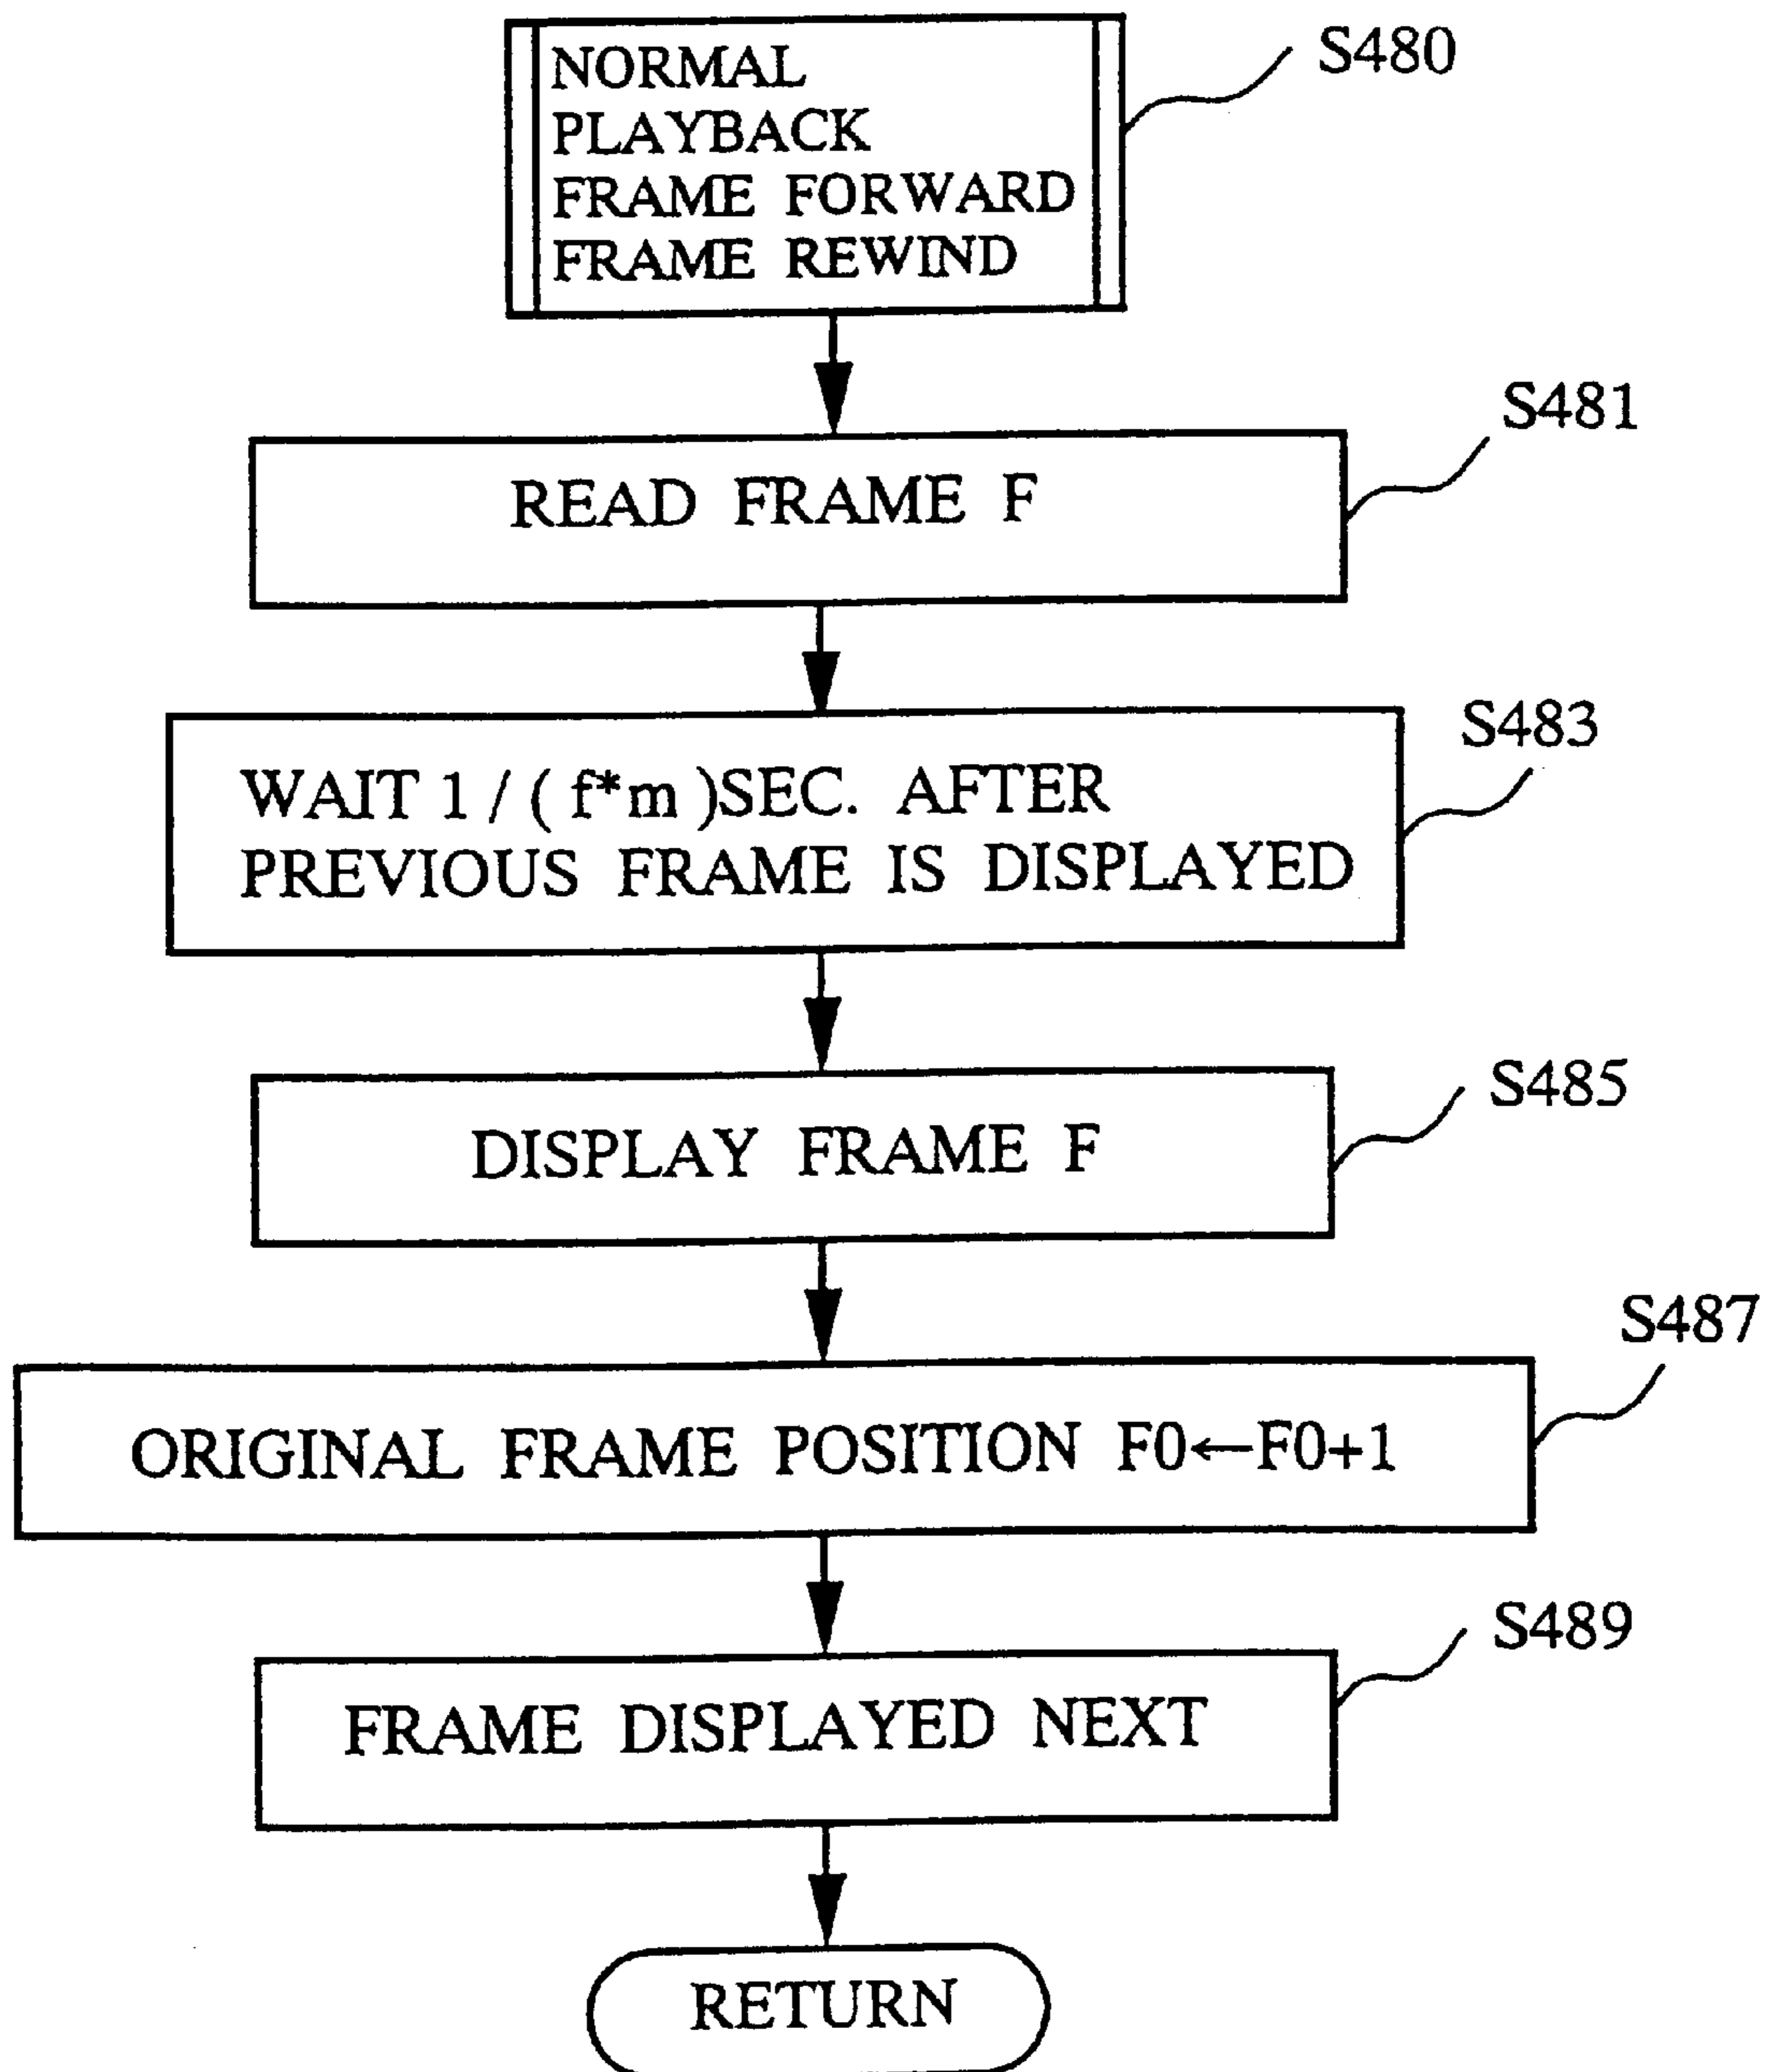 NORMAL
PLAYBACK
FRAME FORWARD
FRAME REWIND
S480
S481
READ FRAME F
S483
WAIT 1 / ( f*m )SEC. AFTER
PREVIOUS FRAME IS DISPLAYED
S485
DISPLAY FRAME F
S487
ORIGINAL FRAME POSITION F0←F0+1
S489
FRAME DISPLAYED NEXT
RETURN